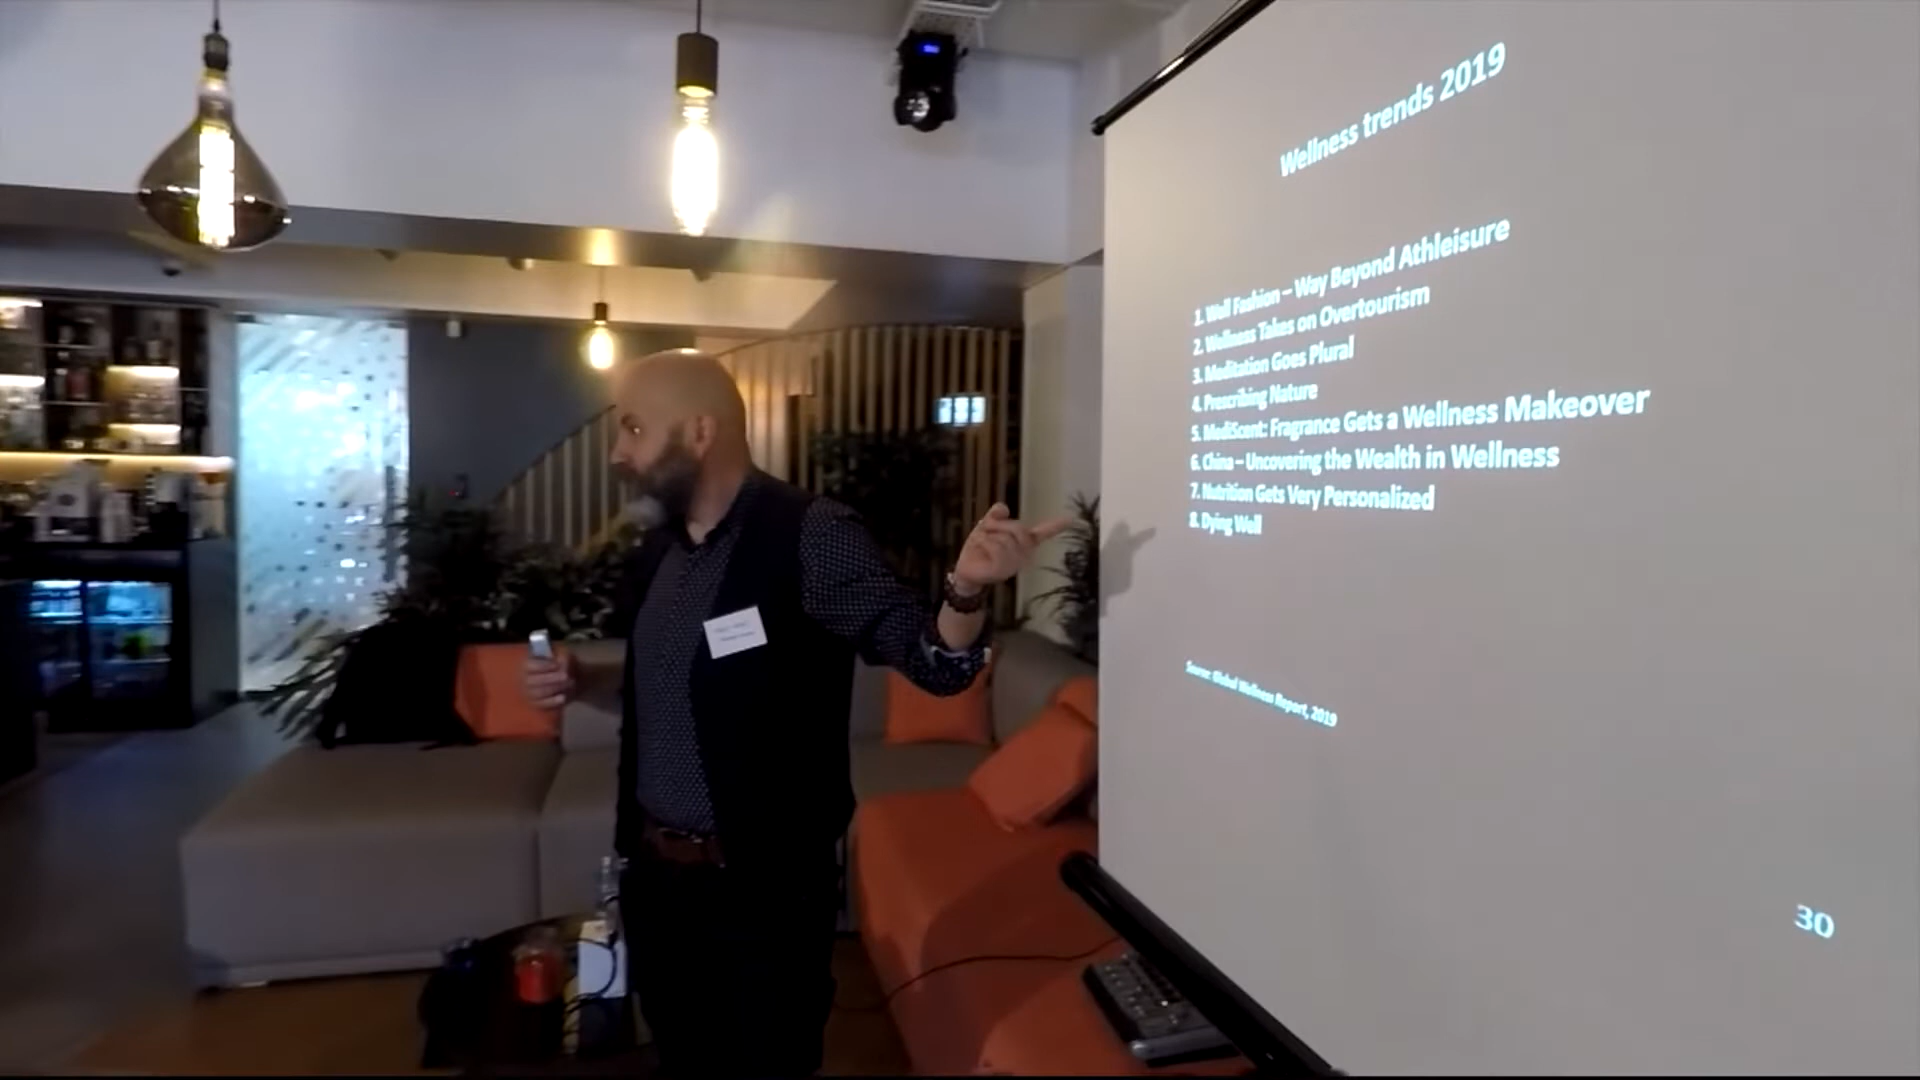 Wellness trends 2019
1. Well Fashion – Way Beyond Athleisure
2. Wellness Takes on Overtourism
3. Meditation Goes Plural
4. Prescribing Nature
5. MediScent: Fragrance Gets a Wellness Makeover
6. China – Uncovering the Wealth in Wellness
7. Nutrition Gets Very Personalized
8. Dying Well
Source: Global Wellness Report, 2019
30